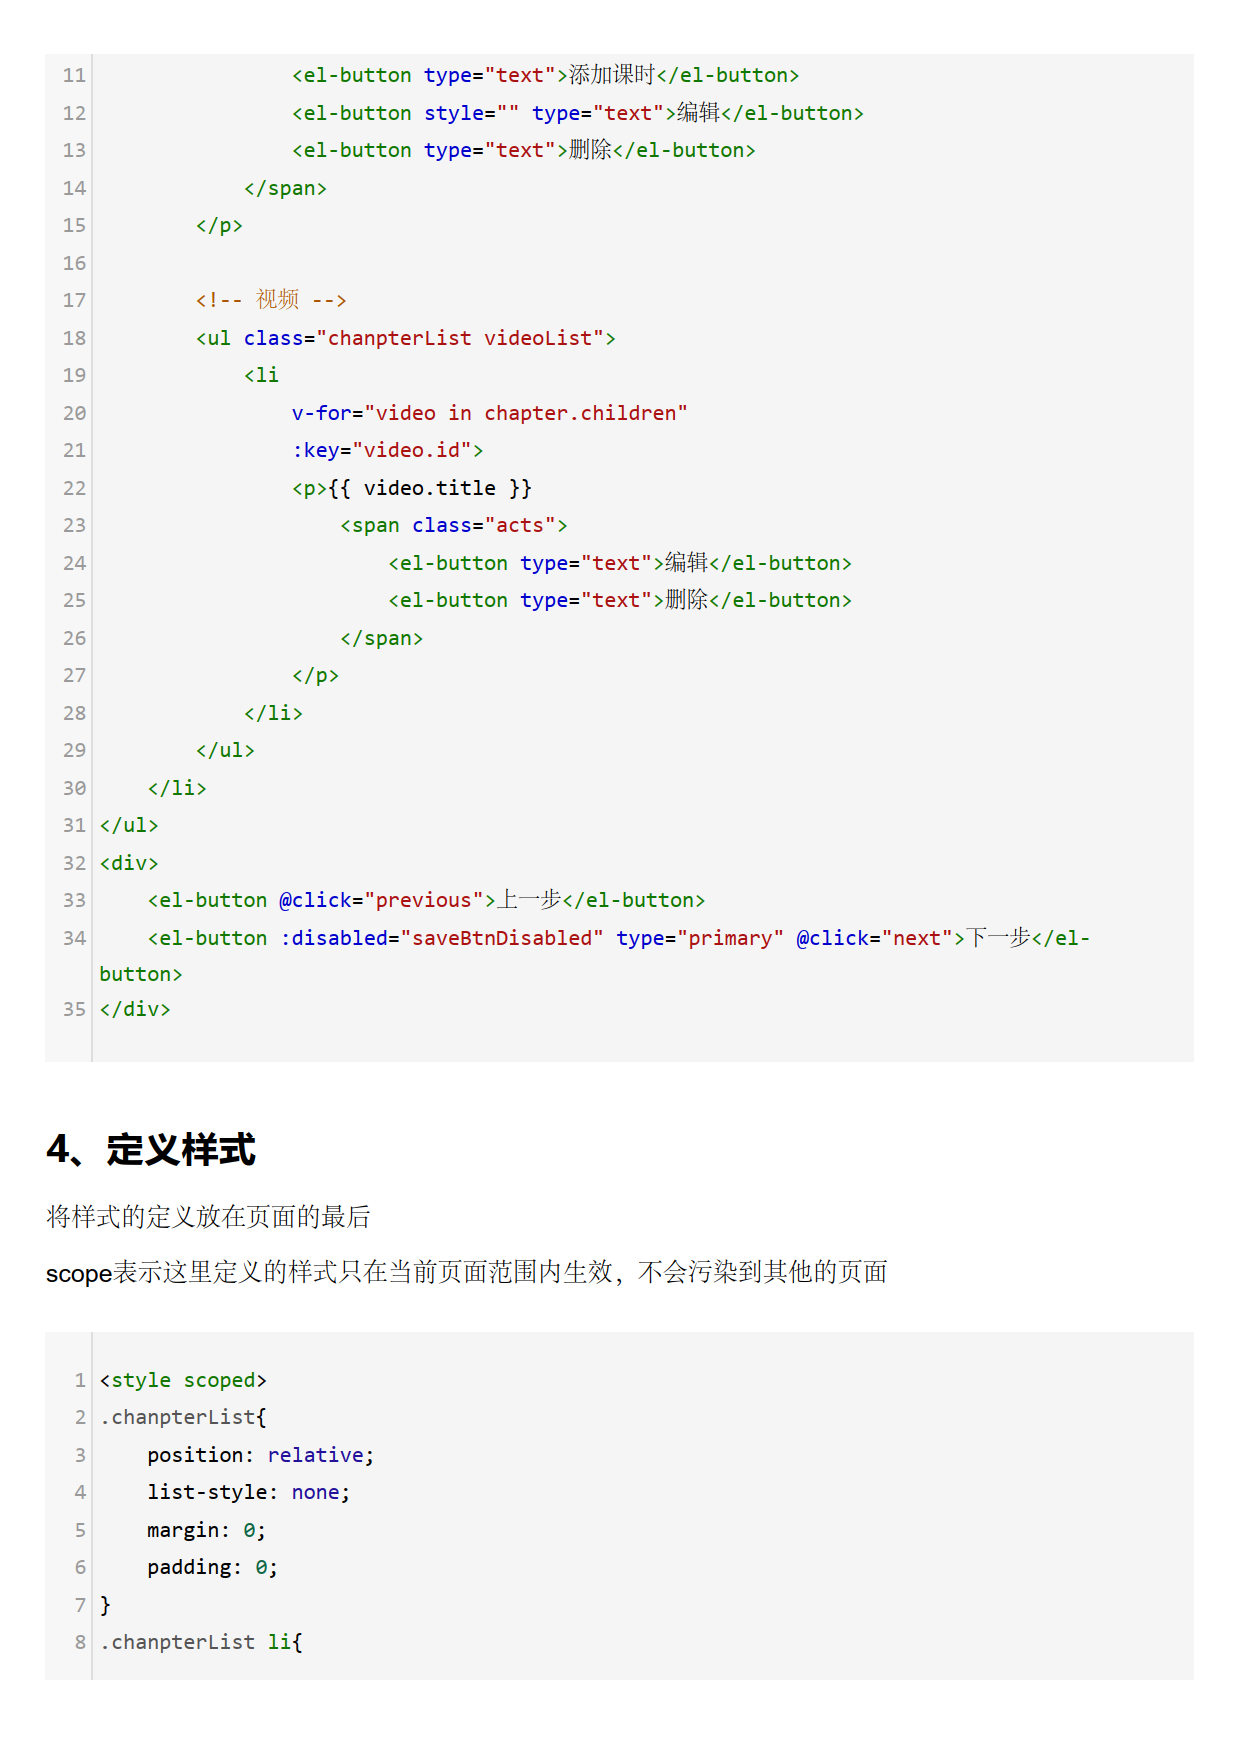 11                <el-button type="text">添加课时</el-button>
12                <el-button style="" type="text">编辑</el-button>
13                <el-button type="text">删除</el-button>
14            </span>
15        </p>
16
17        <!-- 视频 -->
18        <ul class="chanpterList videoList">
19            <li
20                v-for="video in chapter.children"
21                :key="video.id">
22                <p>{{ video.title }}
23                    <span class="acts">
24                        <el-button type="text">编辑</el-button>
25                        <el-button type="text">删除</el-button>
26                    </span>
27                </p>
28            </li>
29        </ul>
30    </li>
31 </ul>
32 <div>
33    <el-button @click="previous">上一步</el-button>
34    <el-button :disabled="saveBtnDisabled" type="primary" @click="next">下一步</el-
button>
35 </div>
4、定义样式
将样式的定义放在页面的最后
scope表示这里定义的样式只在当前页面范围内生效，不会污染到其他的页面
1 <style scoped>
2 .chanpterList{
3    position: relative;
4    list-style: none;
5    margin: 0;
6    padding: 0;
7 }
8 .chanpterList li{